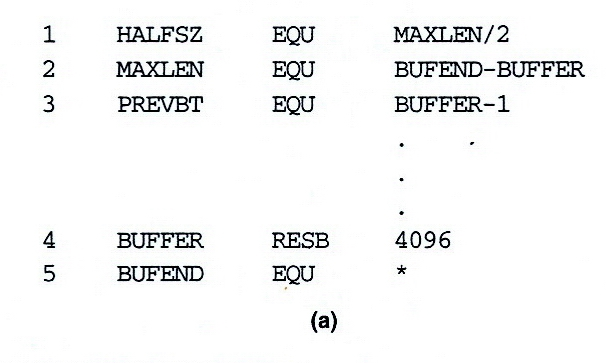 1 HALFSZ EQU MAXLEN/2
2 MAXLEN EQU BUFEND-BUFFER
3 PREVBT EQU BUFFER-1
.
.
.
4 BUFFER RESB 4096
5 BUFEND EQU *
(a)